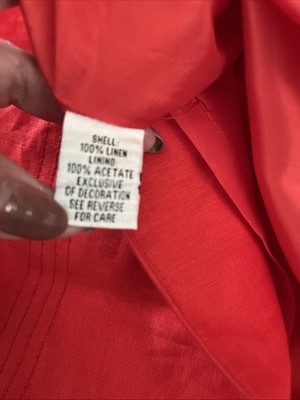 SHELL:
100% LINEN
LINING:
100% ACETATE
EXCLUSIVE
OF DECORATION
SEE REVERSE
FOR CARE